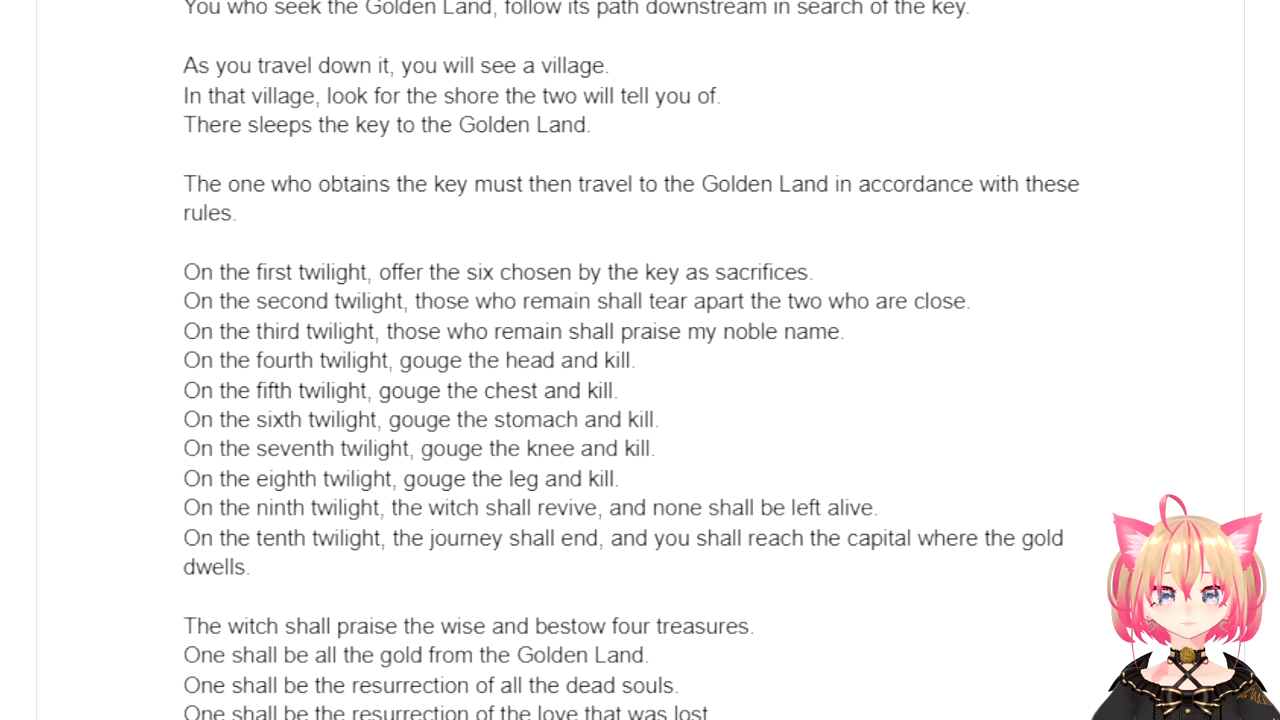 You who seek the Golden Land, follow its path downstream in search of the key.
As you travel down it, you will see a village.
In that village, look for the shore the two will tell you of.
There sleeps the key to the Golden Land.
The one who obtains the key must then travel to the Golden Land in accordance with these
rules.
On the first twilight, offer the six chosen by the key as sacrifices.
On the second twilight, those who remain shall tear apart the two who are close.
On the third twilight, those who remain shall praise my noble name.
On the fourth twilight, gouge the head and kill.
On the fifth twilight, gouge the chest and kill.
On the sixth twilight, gouge the stomach and kill.
On the seventh twilight, gouge the knee and kill.
On the eighth twilight, gouge the leg and kill.
On the ninth twilight, the witch shall revive, and none shall be left alive.
On the tenth twilight, the journey shall end, and you shall reach the capital where the gold
dwells.
The witch shall praise the wise and bestow four treasures.
One shall be all the gold from the Golden Land.
One shall be the resurrection of all the dead souls.
One shall be the resurrection of the love that was lost